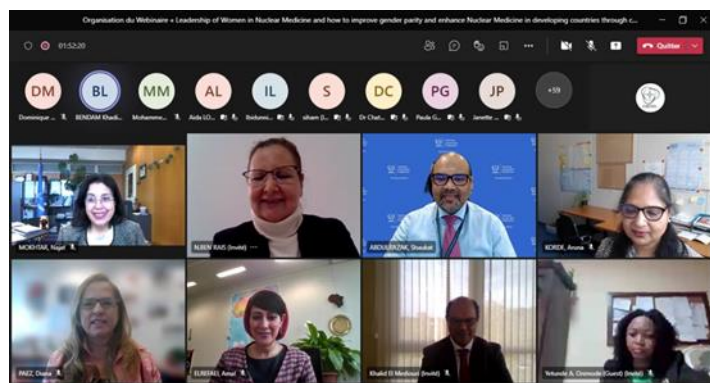 Organisation du Webinaire « Leadership of Women in Nuclear Medicine and how to improve gender parity and enhance Nuclear Medicine in developing countries through c...
01:52:20
Quitter
DM BL MM AL IL S DC PG JP +59
Dominique ... BENDAM Khadi... Mohamme... Aida LO... Ibidunni... siham (I... Dr Chat... Paula G... Janette ...
MOKHTAR, Najat
N.BEN RAIS (Invité)
ABDULRAZAK, Shaukat
KORDE, Aruna
PAEZ, Diana
ELREFAEI, Amal
Khalid El Mediouri (Invité)
Yetunde A. Onimode (Guest) (Invité)